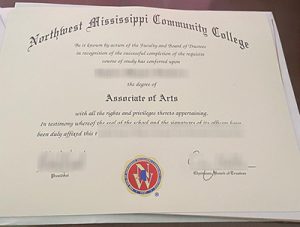 Northwest Mississippi Community College
Be it known by action of the Faculty and Board of Trustees
in recognition of the successful completion of the requisite
course of study has conferred upon
the degree of
Associate of Arts
with all the rights and privileges thereto appertaining.
In testimony whereof the seal of the school and the signatures of its officers have
been duly affixed this
President
Chairman, Board of Trustees